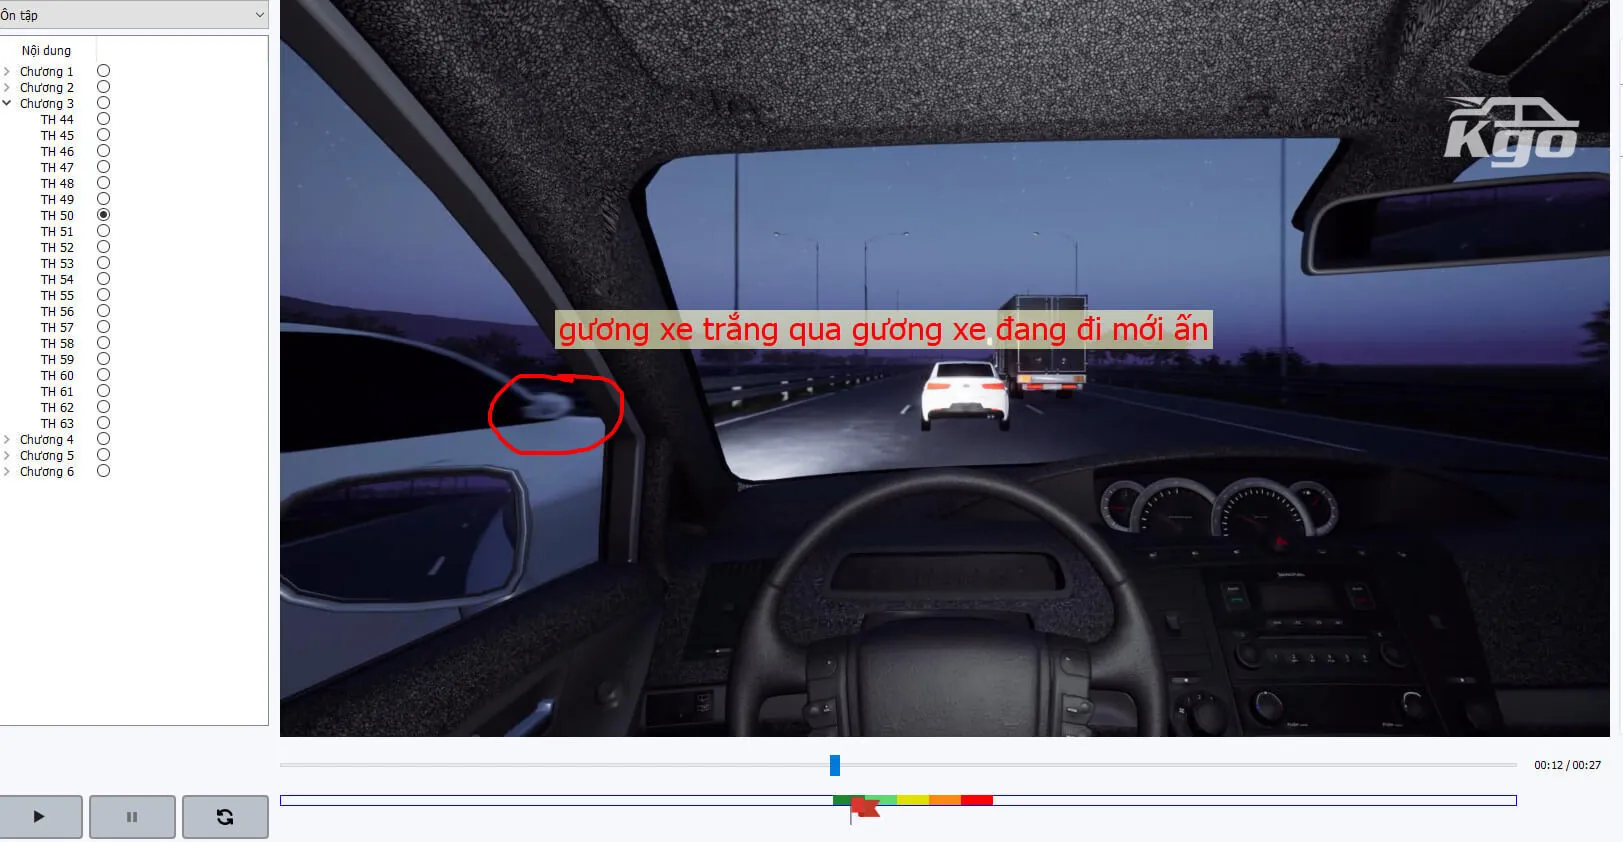 Ôn tập
Nội dung
Chương 1
Chương 2
Chương 3
TH 44
TH 45
TH 46
TH 47
TH 48
TH 49
TH 50
TH 51
TH 52
TH 53
TH 54
TH 55
TH 56
TH 57
TH 58
TH 59
TH 60
TH 61
TH 62
TH 63
Chương 4
Chương 5
Chương 6
Kgo
gương xe trắng qua gương xe đang đi mới ấn
00:12 / 00:27